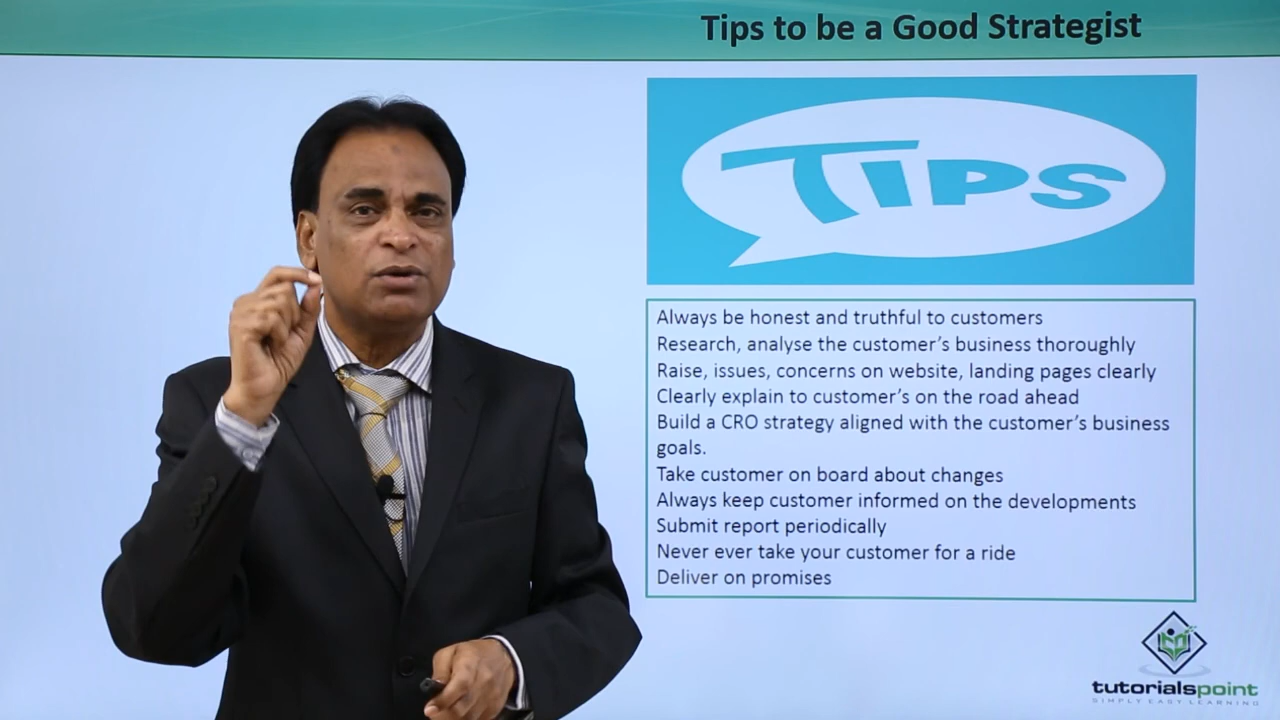 Tips to be a Good Strategist
TIPS
Always be honest and truthful to customers
Research, analyse the customer's business thoroughly
Raise, issues, concerns on website, landing pages clearly
Clearly explain to customer's on the road ahead
Build a CRO strategy aligned with the customer's business
goals.
Take customer on board about changes
Always keep customer informed on the developments
Submit report periodically
Never ever take your customer for a ride
Deliver on promises
tutorialspoint
SIMPLY EASY LEARNING